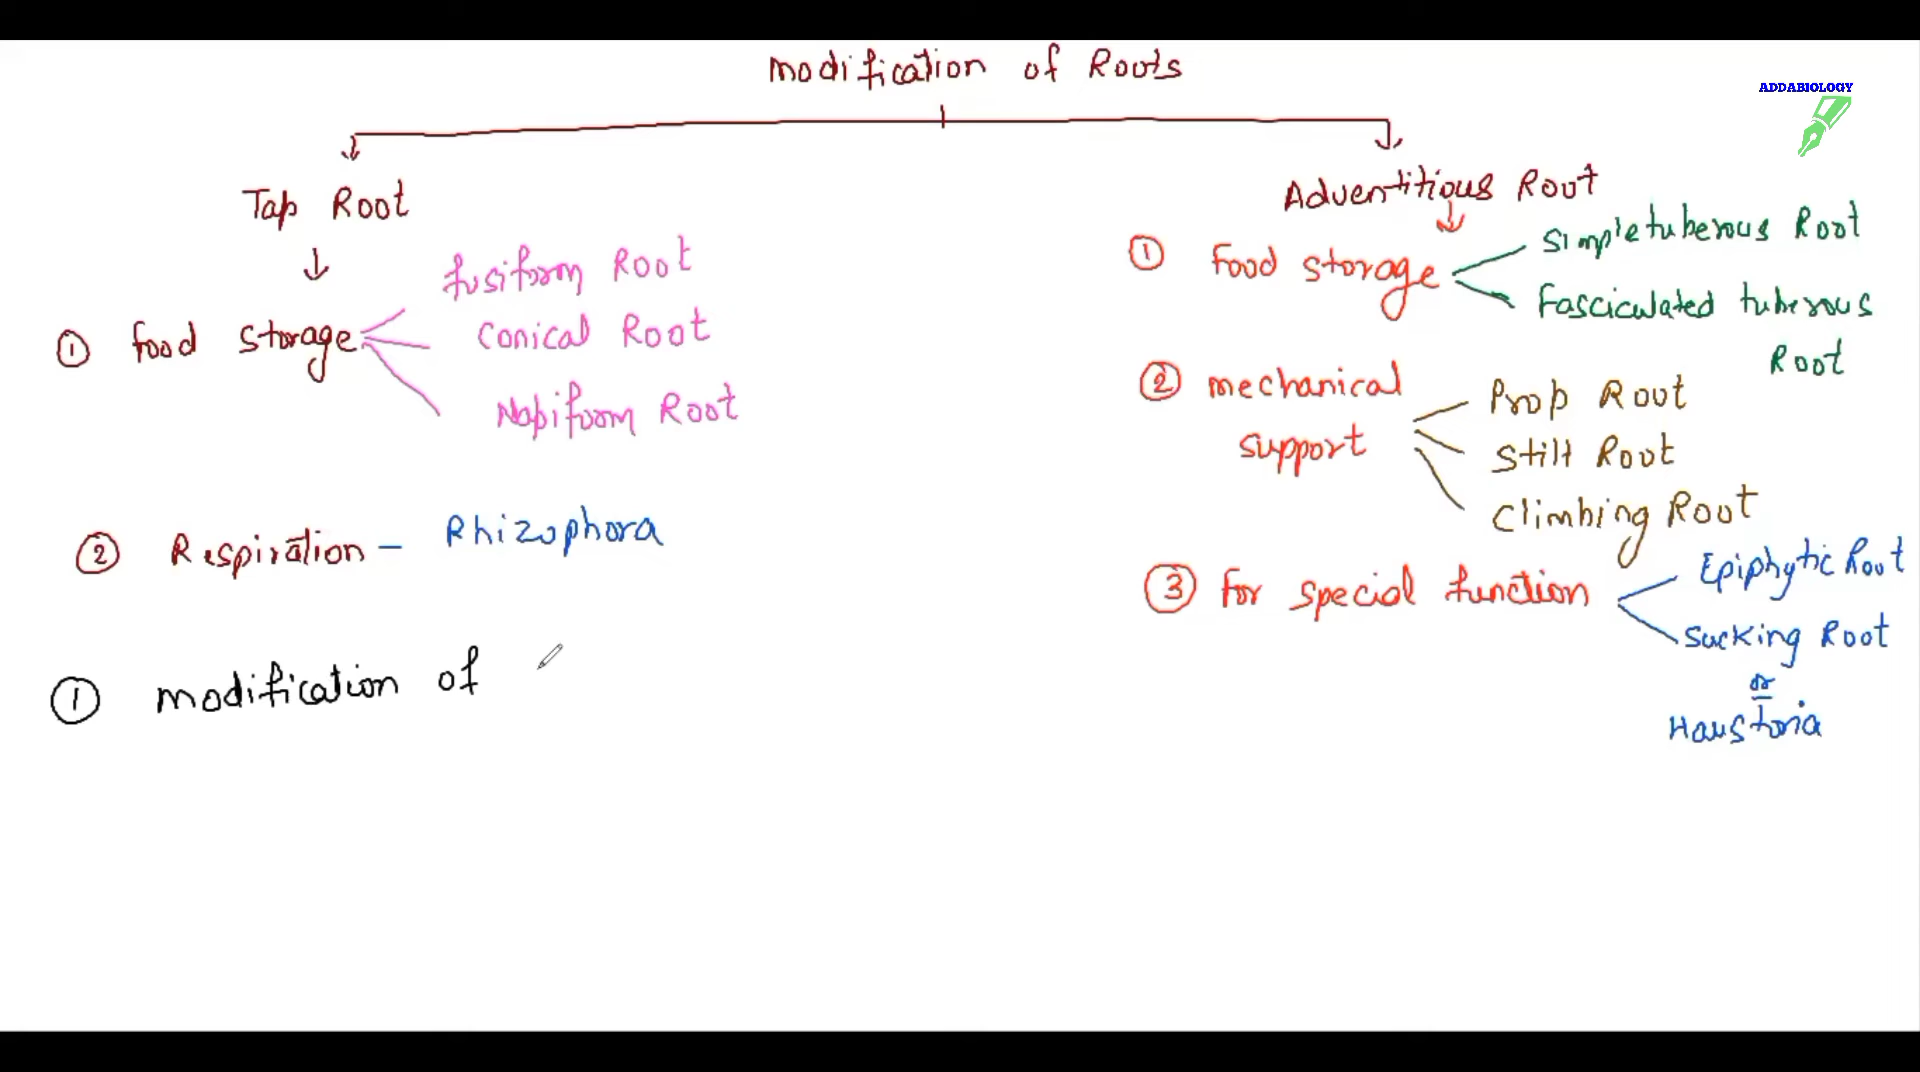 modification of Roots
ADDABIOLOGY
Tap Root
Adventitious Root
① food storage
fusiform Root
Conical Root
Napiform Root
② Respiration - Rhizophora
① modification of
① Food storage
Simple tuberous Root
Fasciculated tuberous
Root
② mechanical
support
Prop Root
Stilt Root
Climbing Root
③ For special function
Epiphytic Root
Sucking Root
or
Haustoria